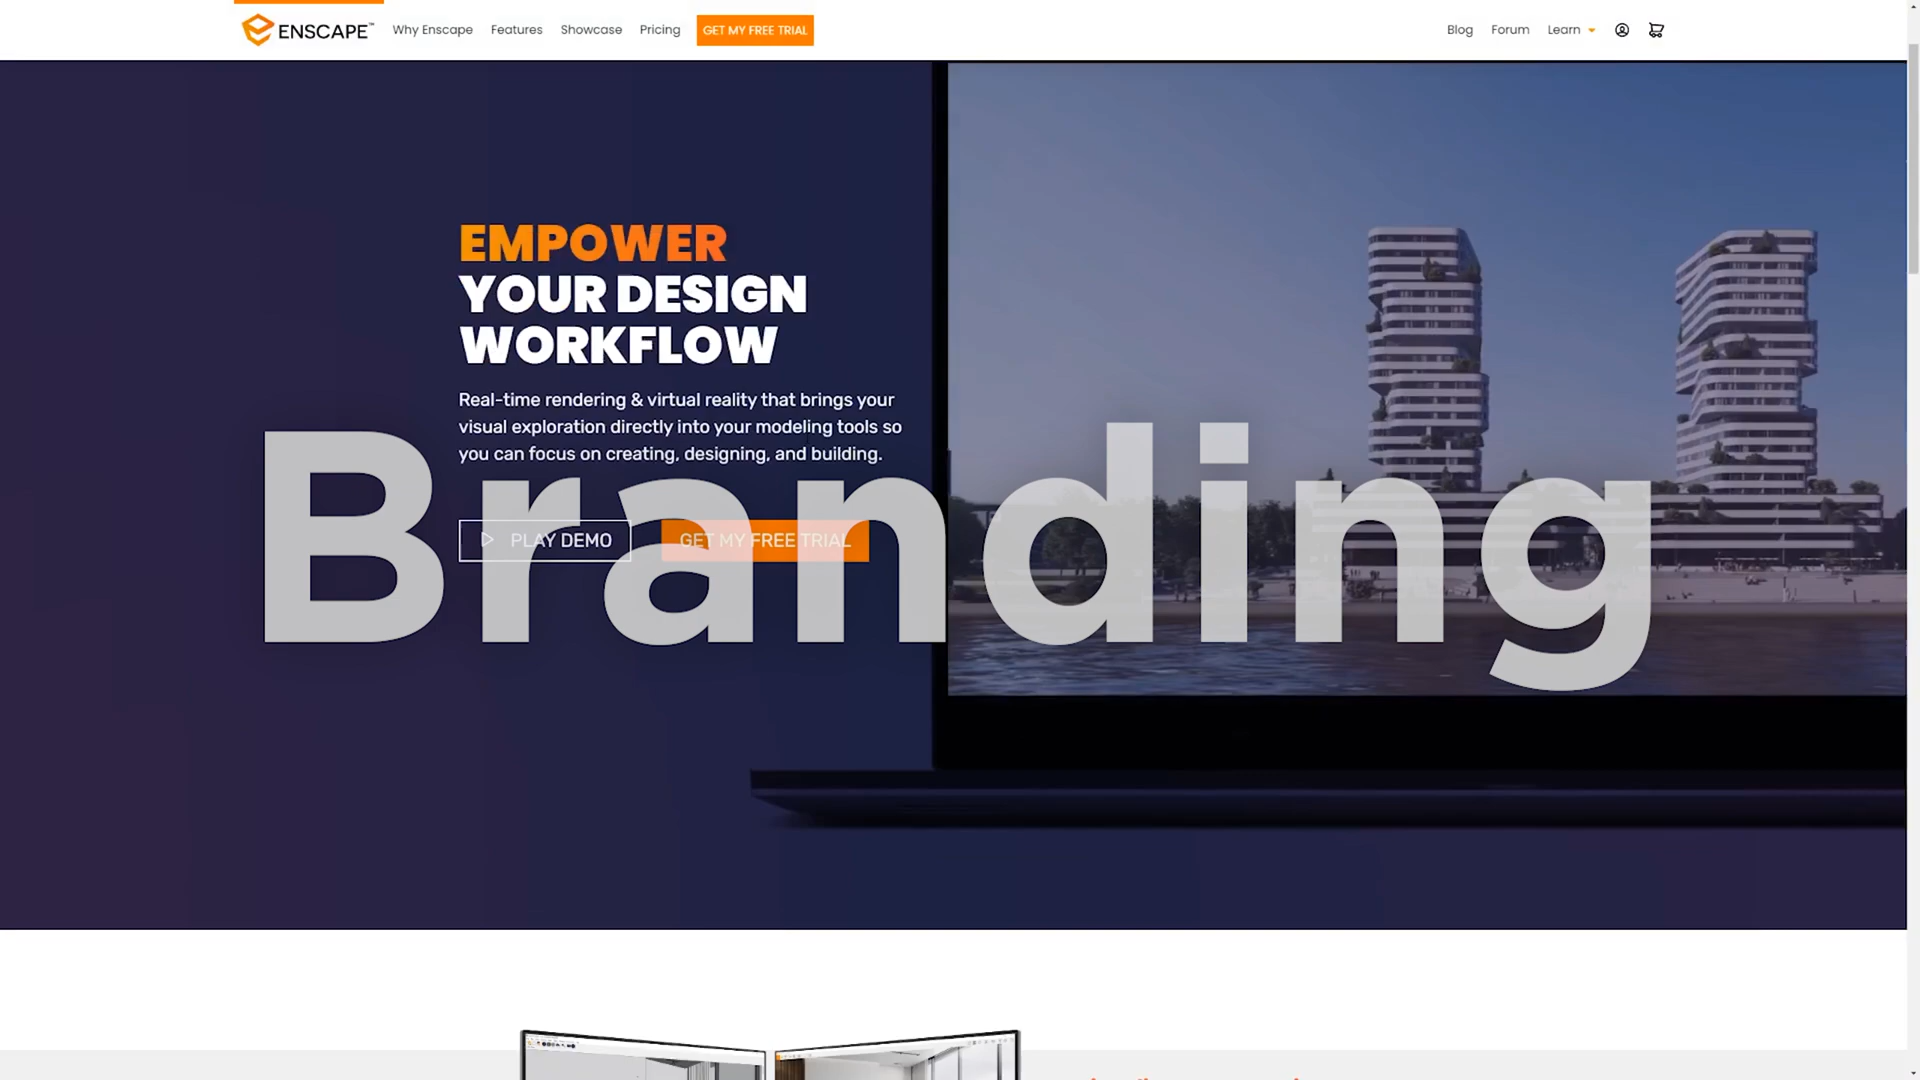 ENSCAPE™
Why Enscape Features Showcase Pricing GET MY FREE TRIAL
Blog Forum Learn
EMPOWER
YOUR DESIGN
WORKFLOW
Real-time rendering & virtual reality that brings your
visual exploration directly into your modeling tools so
you can focus on creating, designing, and building.
PLAY DEMO
GET MY FREE TRIAL
Branding